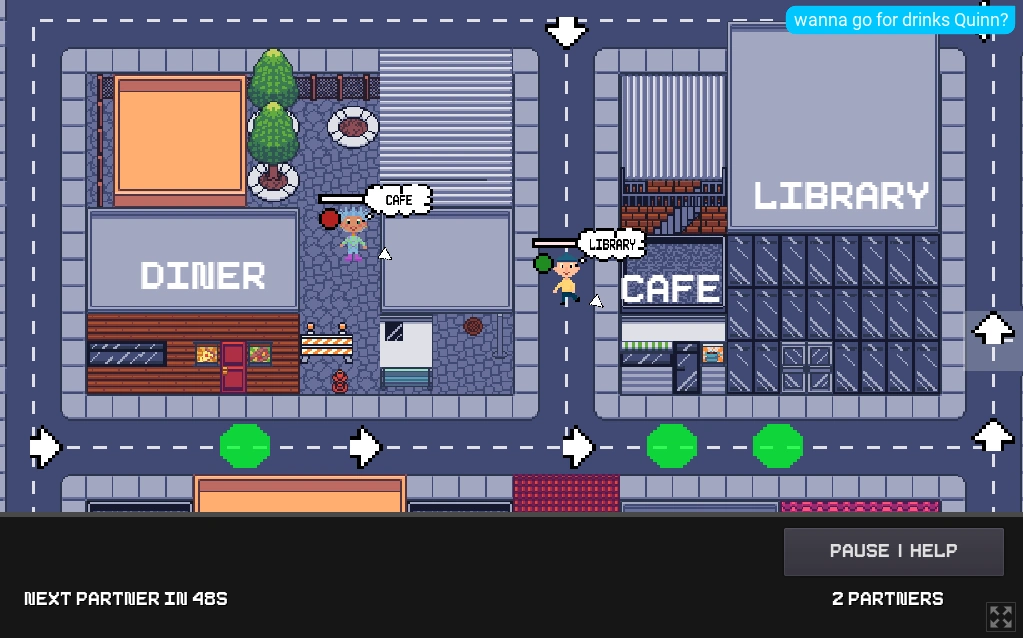 wanna go for drinks Quinn?
LIBRARY
CAFE
LIBRARY
DINER
CAFE
PAUSE | HELP
NEXT PARTNER IN 48S
2 PARTNERS